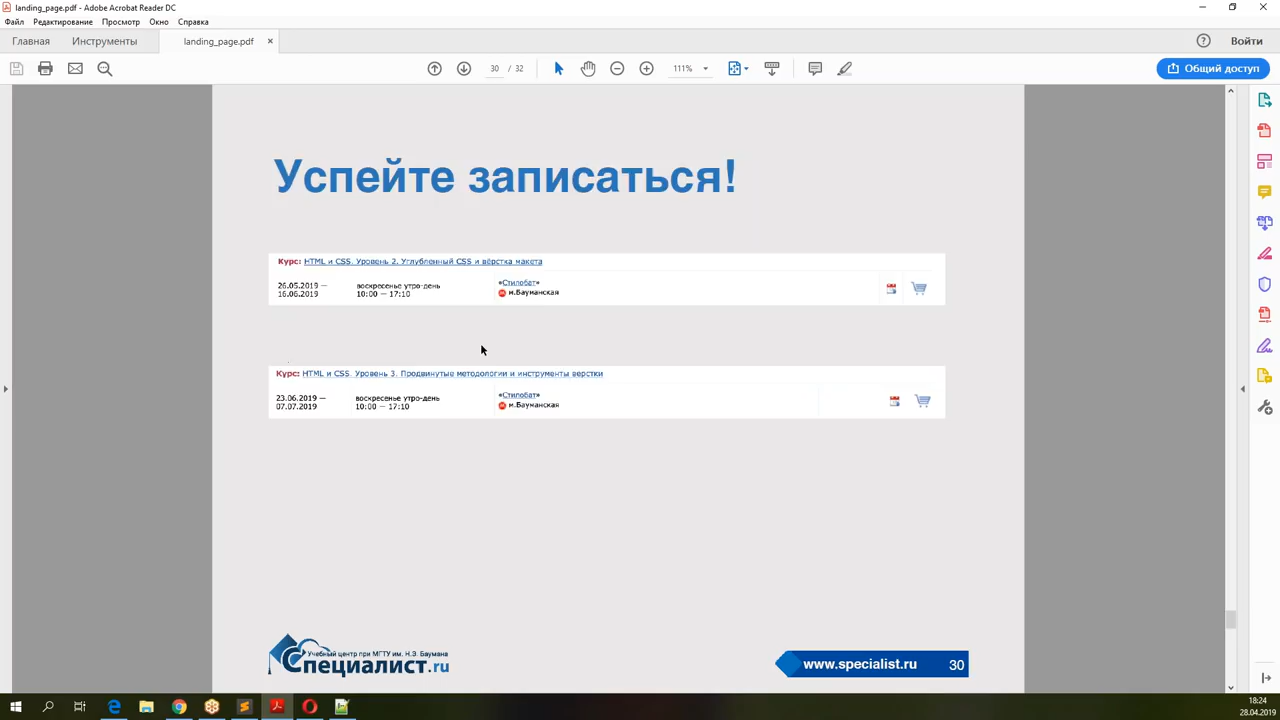 landing_page.pdf - Adobe Acrobat Reader DC
Файл Редактирование Просмотр Окно Справка
Главная Инструменты landing_page.pdf × ? Войти
30 / 32 111% Общий доступ
Успейте записаться!
Курс: HTML и CSS. Уровень 2. Углубленный CSS и вёрстка макета
26.05.2019 — воскресенье утро-день «Стилобат»
16.06.2019 10:00 — 17:10 м.Бауманская
Курс: HTML и CSS. Уровень 3. Продвинутые методологии и инструменты верстки
23.06.2019 — воскресенье утро-день «Стилобат»
07.07.2019 10:00 — 17:10 м.Бауманская
Учебный центр при МГТУ им. Н.Э. Баумана
Специалист.ru
www.specialist.ru 30
18:24
28.04.2019